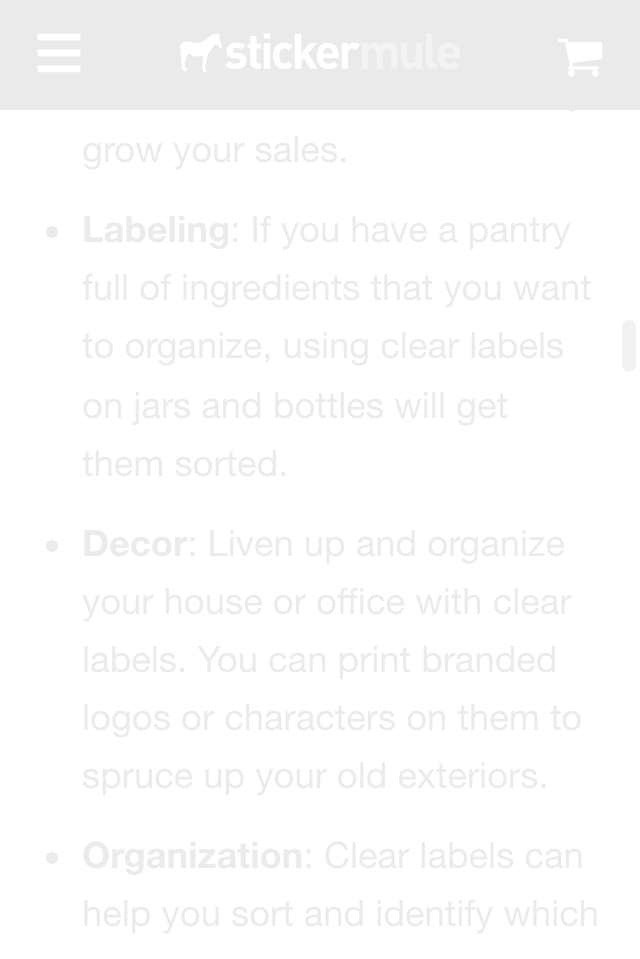 stickermule
grow your sales.
• Labeling: If you have a pantry
full of ingredients that you want
to organize, using clear labels
on jars and bottles will get
them sorted.
• Decor: Liven up and organize
your house or office with clear
labels. You can print branded
logos or characters on them to
spruce up your old exteriors.
• Organization: Clear labels can
help you sort and identify which